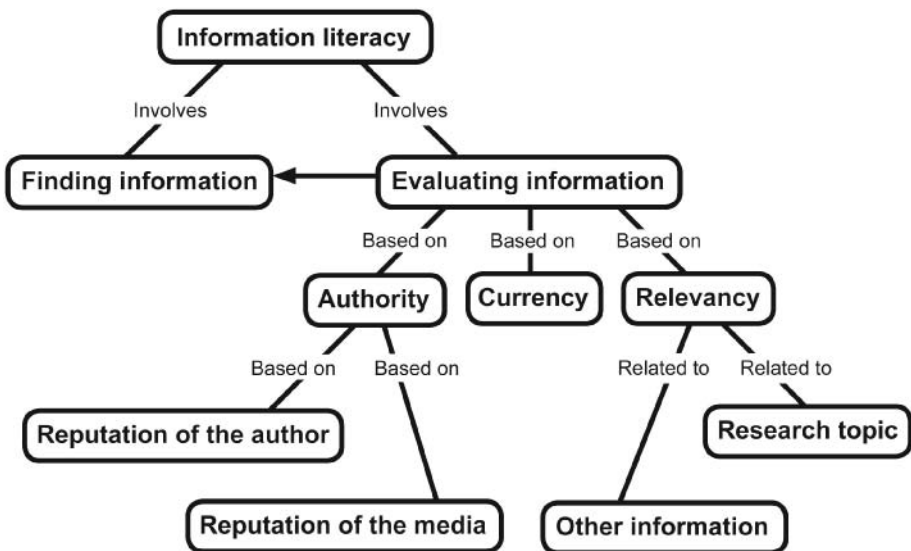 Information literacy
Involves
Involves
Finding information
Evaluating information
Based on
Based on
Based on
Authority
Currency
Relevancy
Based on
Based on
Related to
Related to
Reputation of the author
Research topic
Reputation of the media
Other information